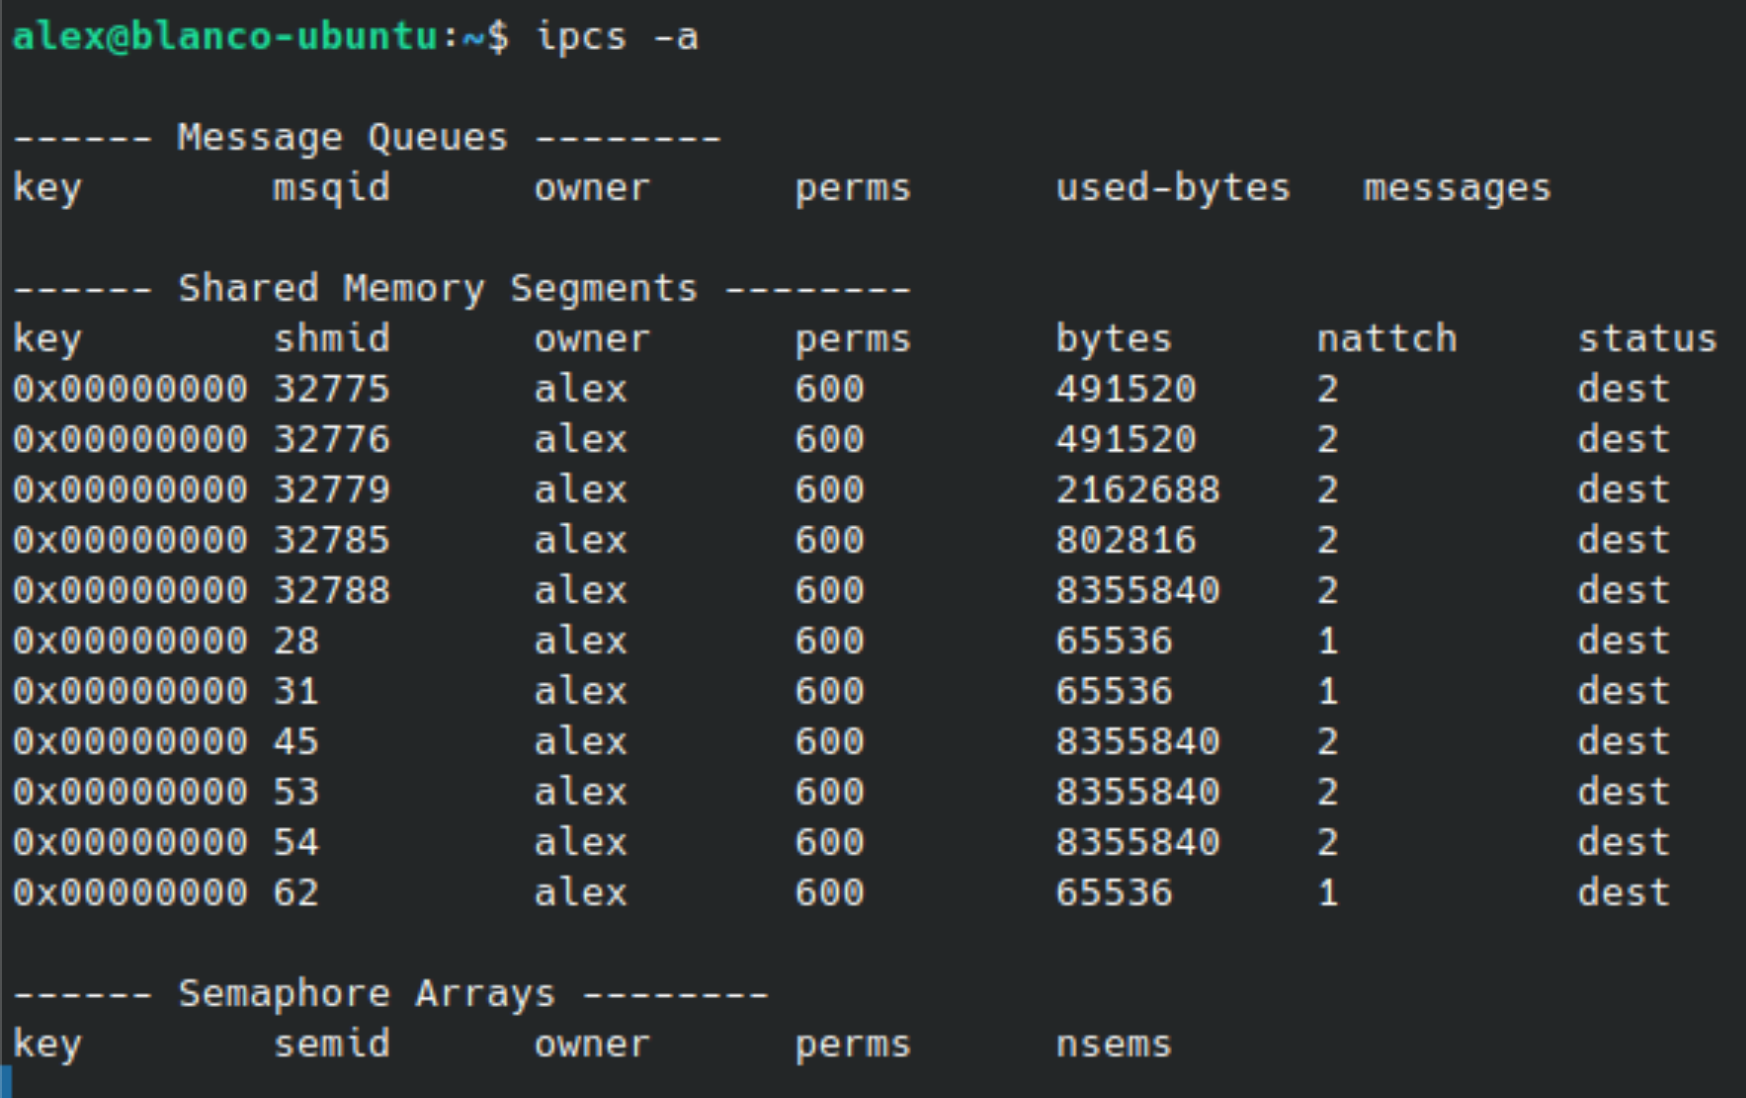 alex@blanco-ubuntu:~$ ipcs -a
------ Message Queues --------
key        msqid      owner      perms      used-bytes   messages
------ Shared Memory Segments --------
key        shmid      owner      perms      bytes      nattch     status
0x00000000 32775      alex       600        491520     2          dest
0x00000000 32776      alex       600        491520     2          dest
0x00000000 32779      alex       600        2162688    2          dest
0x00000000 32785      alex       600        802816     2          dest
0x00000000 32788      alex       600        8355840    2          dest
0x00000000 28         alex       600        65536      1          dest
0x00000000 31         alex       600        65536      1          dest
0x00000000 45         alex       600        8355840    2          dest
0x00000000 53         alex       600        8355840    2          dest
0x00000000 54         alex       600        8355840    2          dest
0x00000000 62         alex       600        65536      1          dest
------ Semaphore Arrays --------
key        semid      owner      perms      nsems